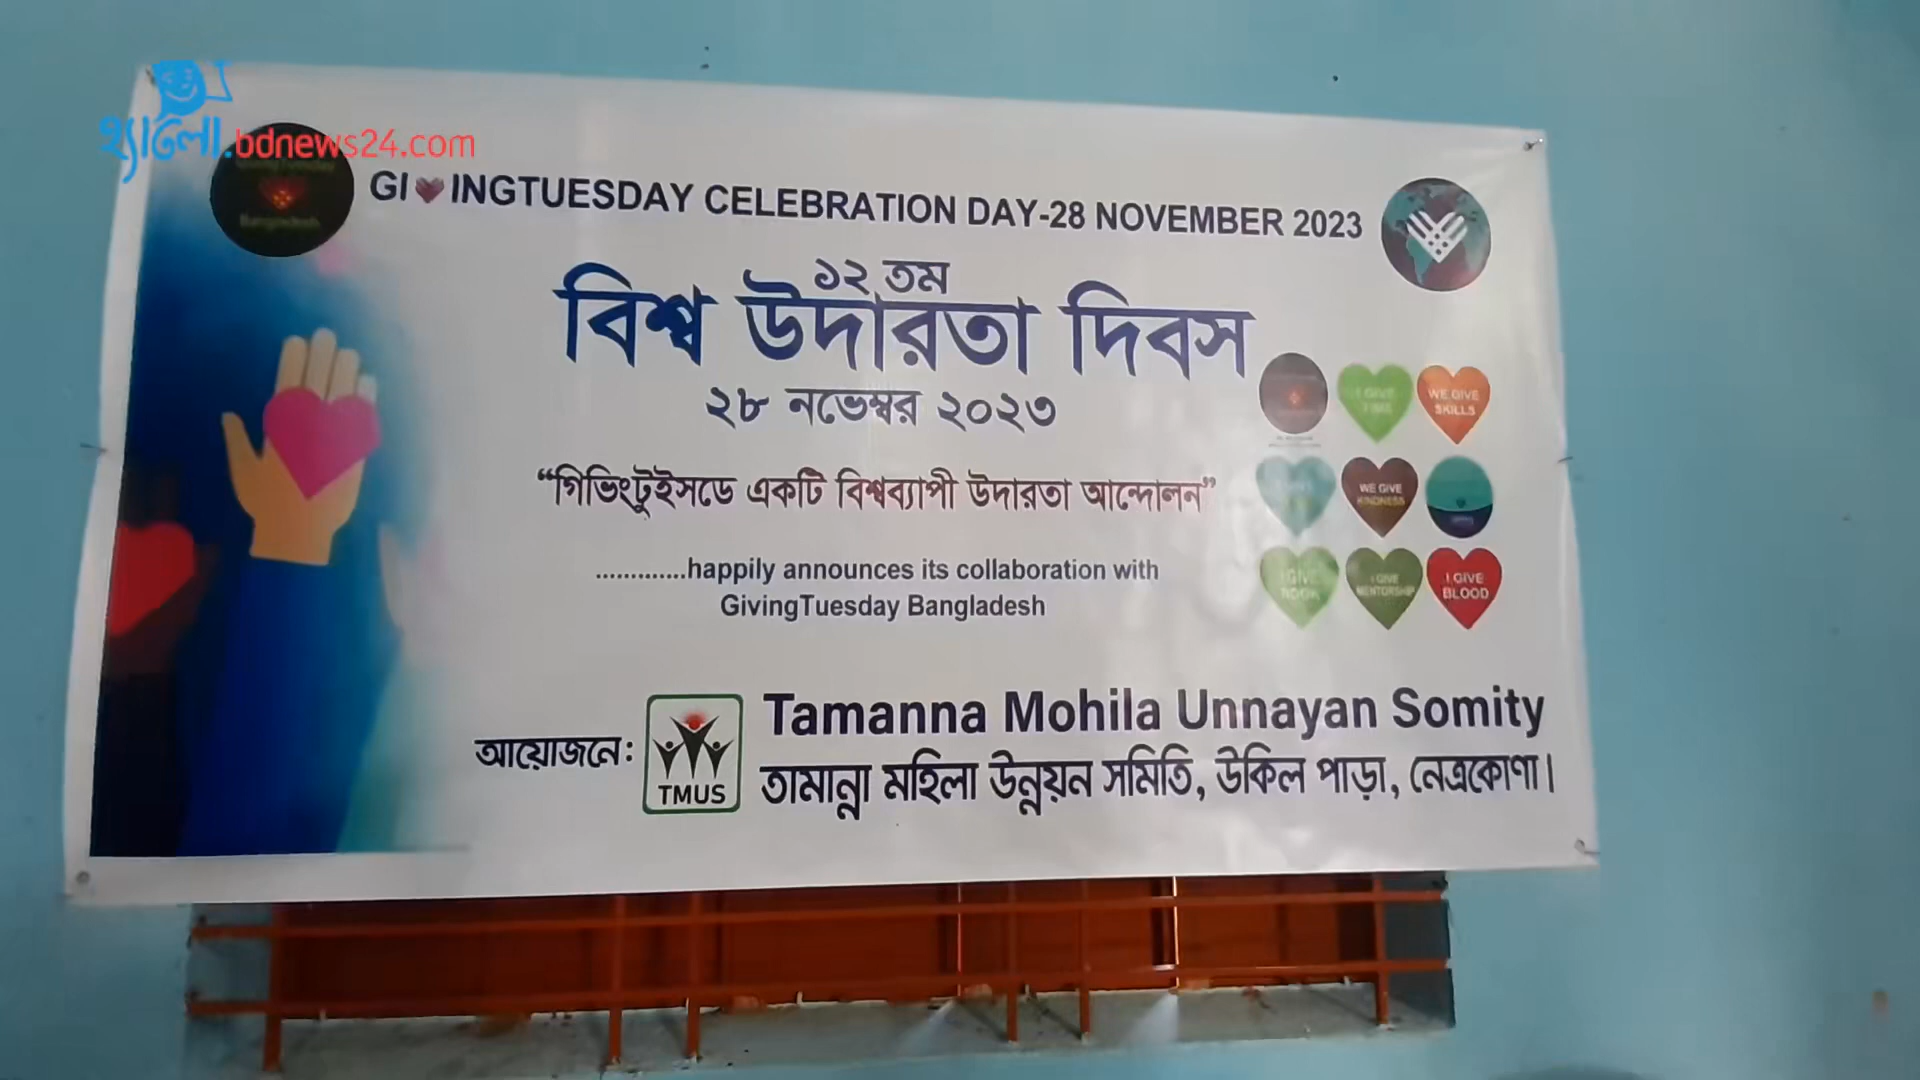 হ্যালো.bdnews24.com
Bangladesh
GI❤INGTUESDAY CELEBRATION DAY-28 NOVEMBER 2023
১২ তম
বিশ্ব উদারতা দিবস
২৮ নভেম্বর ২০২৩
“গিভিংটুইসডে একটি বিশ্বব্যাপী উদারতা আন্দোলন”
.............happily announces its collaboration with
GivingTuesday Bangladesh
I GIVE
TIME
WE GIVE
SKILLS
WE GIVE
KINDNESS
I GIVE
BOOK
I GIVE
MENTORSHIP
I GIVE
BLOOD
আয়োজনে:
TMUS
Tamanna Mohila Unnayan Somity
তামান্না মহিলা উন্নয়ন সমিতি, উকিল পাড়া, নেত্রকোণা।